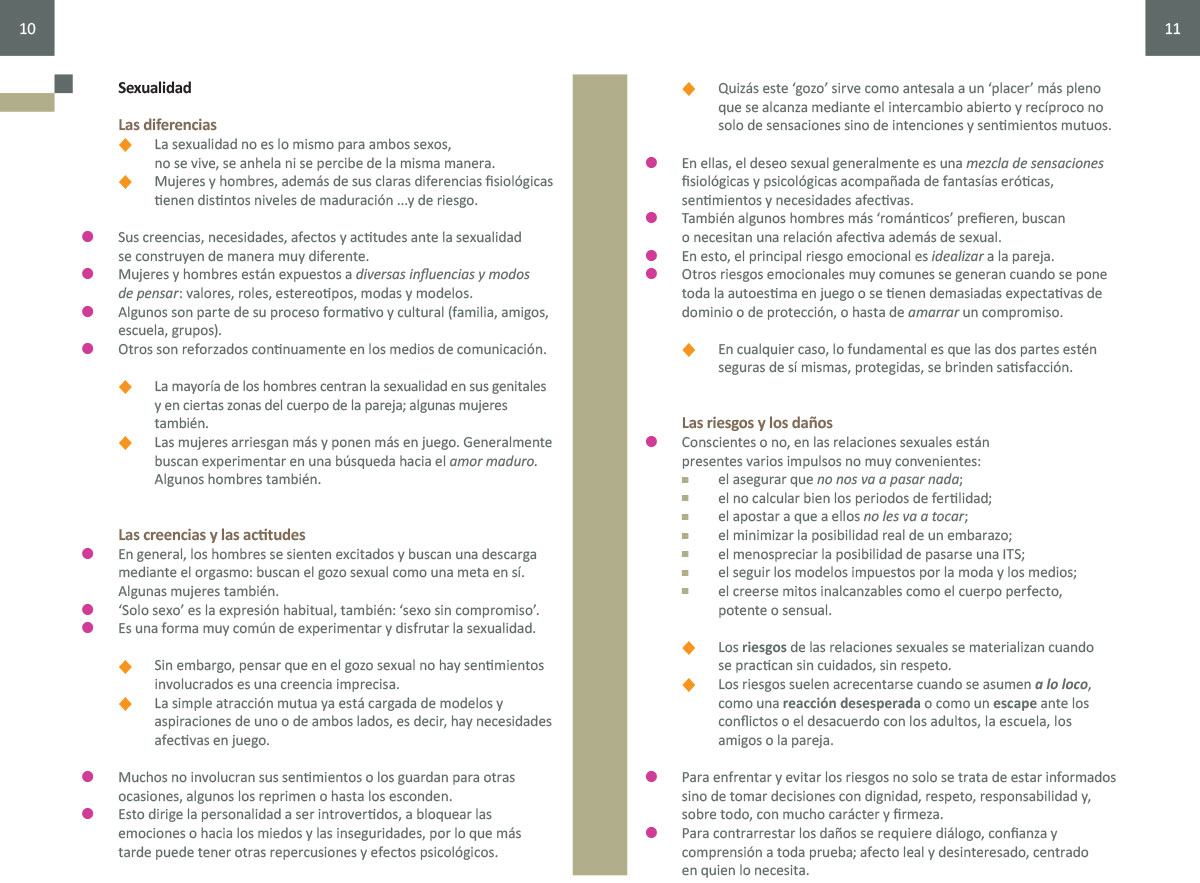 10
Sexualidad
Las diferencias
La sexualidad no es lo mismo para ambos sexos,
no se vive, se anhela ni se percibe de la misma manera.
Mujeres y hombres, además de sus claras diferencias fisiológicas
tienen distintos niveles de maduración ...y de riesgo.
Sus creencias, necesidades, afectos y actitudes ante la sexualidad
se construyen de manera muy diferente.
Mujeres y hombres están expuestos a diversas influencias y modos
de pensar: valores, roles, estereotipos, modas y modelos.
Algunos son parte de su proceso formativo y cultural (familia, amigos,
escuela, grupos).
Otros son reforzados continuamente en los medios de comunicación.
La mayoría de los hombres centran la sexualidad en sus genitales
y en ciertas zonas del cuerpo de la pareja; algunas mujeres
también.
Las mujeres arriesgan más y ponen más en juego. Generalmente
buscan experimentar en una búsqueda hacia el amor maduro.
Algunos hombres también.
Las creencias y las actitudes
En general, los hombres se sienten excitados y buscan una descarga
mediante el orgasmo: buscan el gozo sexual como una meta en sí.
Algunas mujeres también.
‘Solo sexo’ es la expresión habitual, también: ‘sexo sin compromiso’.
Es una forma muy común de experimentar y disfrutar la sexualidad.
Sin embargo, pensar que en el gozo sexual no hay sentimientos
involucrados es una creencia imprecisa.
La simple atracción mutua ya está cargada de modelos y
aspiraciones de uno o de ambos lados, es decir, hay necesidades
afectivas en juego.
Muchos no involucran sus sentimientos o los guardan para otras
ocasiones, algunos los reprimen o hasta los esconden.
Esto dirige la personalidad a ser introvertidos, a bloquear las
emociones o hacia los miedos y las inseguridades, por lo que más
tarde puede tener otras repercusiones y efectos psicológicos.
11
Quizás este ‘gozo’ sirve como antesala a un ‘placer’ más pleno
que se alcanza mediante el intercambio abierto y recíproco no
solo de sensaciones sino de intenciones y sentimientos mutuos.
En ellas, el deseo sexual generalmente es una mezcla de sensaciones
fisiológicas y psicológicas acompañada de fantasías eróticas,
sentimientos y necesidades afectivas.
También algunos hombres más ‘románticos’ prefieren, buscan
o necesitan una relación afectiva además de sexual.
En esto, el principal riesgo emocional es idealizar a la pareja.
Otros riesgos emocionales muy comunes se generan cuando se pone
toda la autoestima en juego o se tienen demasiadas expectativas de
dominio o de protección, o hasta de amarrar un compromiso.
En cualquier caso, lo fundamental es que las dos partes estén
seguras de sí mismas, protegidas, se brinden satisfacción.
Las riesgos y los daños
Conscientes o no, en las relaciones sexuales están
presentes varios impulsos no muy convenientes:
el asegurar que no nos va a pasar nada;
el no calcular bien los periodos de fertilidad;
el apostar a que a ellos no les va a tocar;
el minimizar la posibilidad real de un embarazo;
el menospreciar la posibilidad de pasarse una ITS;
el seguir los modelos impuestos por la moda y los medios;
el creerse mitos inalcanzables como el cuerpo perfecto,
potente o sensual.
Los riesgos de las relaciones sexuales se materializan cuando
se practican sin cuidados, sin respeto.
Los riesgos suelen acrecentarse cuando se asumen a lo loco,
como una reacción desesperada o como un escape ante los
conflictos o el desacuerdo con los adultos, la escuela, los
amigos o la pareja.
Para enfrentar y evitar los riesgos no solo se trata de estar informados
sino de tomar decisiones con dignidad, respeto, responsabilidad y,
sobre todo, con mucho carácter y firmeza.
Para contrarrestar los daños se requiere diálogo, confianza y
comprensión a toda prueba; afecto leal y desinteresado, centrado
en quien lo necesita.